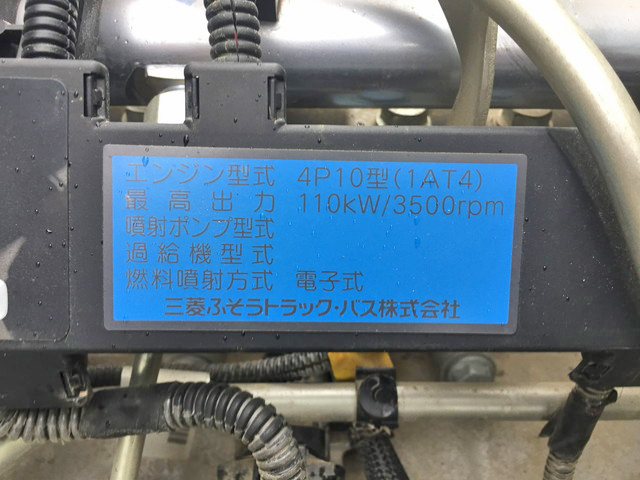 エンジン型式 4P10型(1AT4)
最高出力 110kW/3500rpm
噴射ポンプ型式
過給機型式
燃料噴射方式 電子式
三菱ふそうトラック・バス株式会社